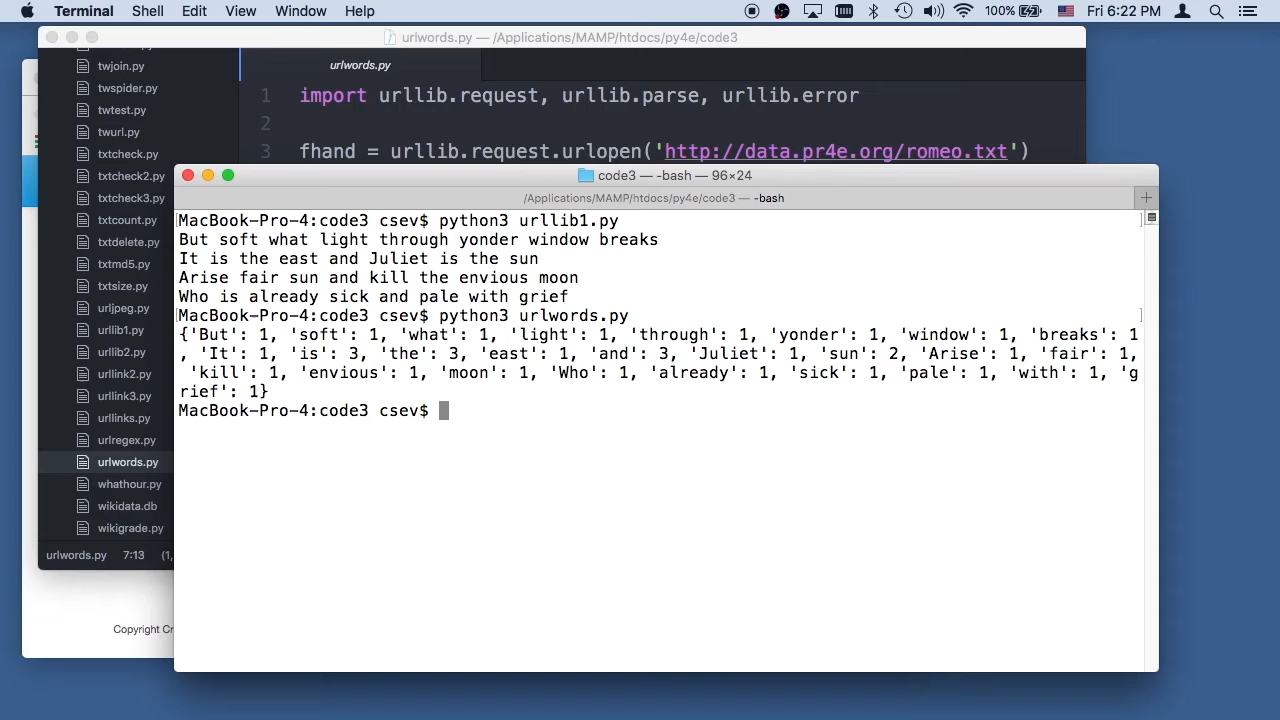 Terminal Shell Edit View Window Help 100% Fri 6:22 PM
urlwords.py — /Applications/MAMP/htdocs/py4e/code3
twjoin.py
twspider.py
twtest.py
twurl.py
txtcheck.py
txtcheck2.py
txtcheck3.py
txtcount.py
txtdelete.py
txtmd5.py
txtsize.py
urljpeg.py
urllib1.py
urllib2.py
urllink2.py
urllink3.py
urllinks.py
urlregex.py
urlwords.py
whathour.py
wikidata.db
wikigrade.py
urlwords.py 7:13 (1,
urlwords.py
1 import urllib.request, urllib.parse, urllib.error
2
3 fhand = urllib.request.urlopen('http://data.pr4e.org/romeo.txt')
code3 — -bash — 96×24
/Applications/MAMP/htdocs/py4e/code3 — -bash
[MacBook-Pro-4:code3 csev$ python3 urllib1.py ]
But soft what light through yonder window breaks
It is the east and Juliet is the sun
Arise fair sun and kill the envious moon
Who is already sick and pale with grief
[MacBook-Pro-4:code3 csev$ python3 urlwords.py ]
{'But': 1, 'soft': 1, 'what': 1, 'light': 1, 'through': 1, 'yonder': 1, 'window': 1, 'breaks': 1
, 'It': 1, 'is': 3, 'the': 3, 'east': 1, 'and': 3, 'Juliet': 1, 'sun': 2, 'Arise': 1, 'fair': 1,
'kill': 1, 'envious': 1, 'moon': 1, 'Who': 1, 'already': 1, 'sick': 1, 'pale': 1, 'with': 1, 'g
rief': 1}
MacBook-Pro-4:code3 csev$
Copyright Cr